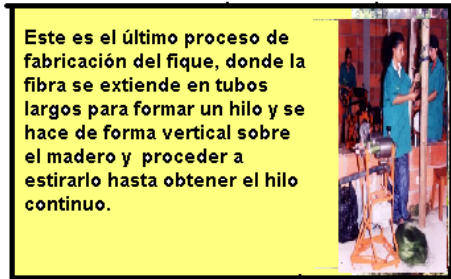 Este es el último proceso de
fabricación del fique, donde la
fibra se extiende en tubos
largos para formar un hilo y se
hace de forma vertical sobre
el madero y  proceder a
estirarlo hasta obtener el hilo
continuo.